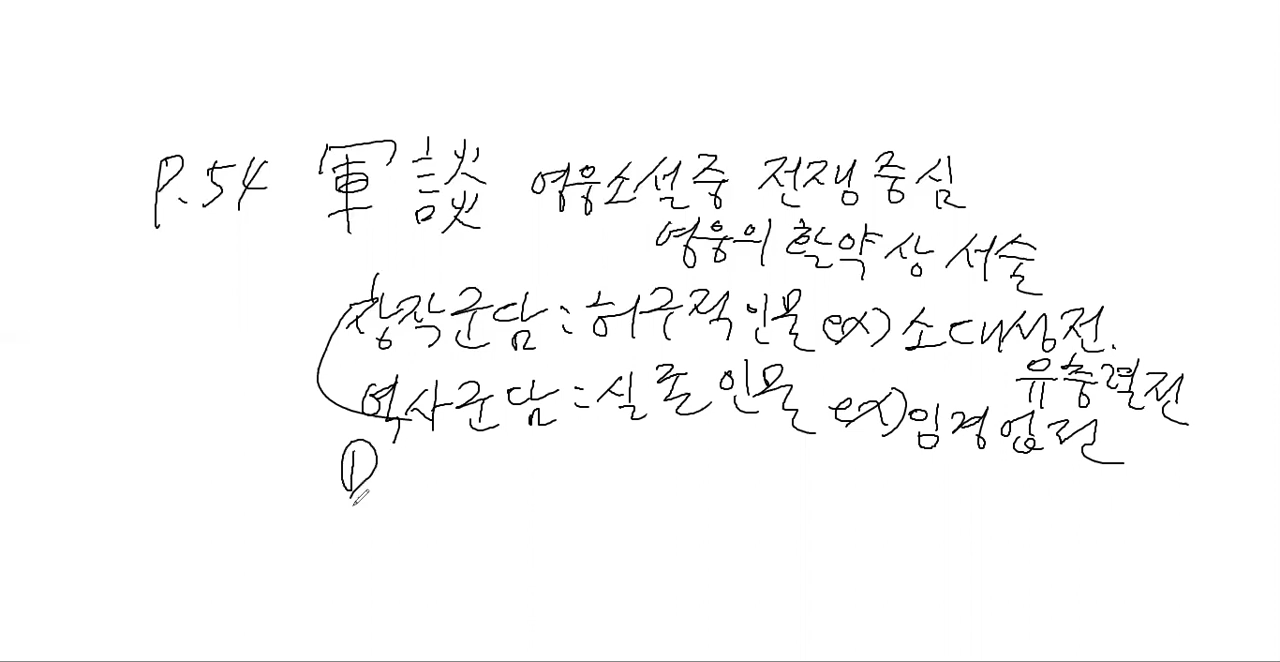 P.54 軍談 영웅소설중 전쟁중심
영웅의 활약상 서술
창작군담 : 허구적 인물 ex) 소대성전.
유충렬전
역사군담 : 실존인물 ex) 임경업전
①